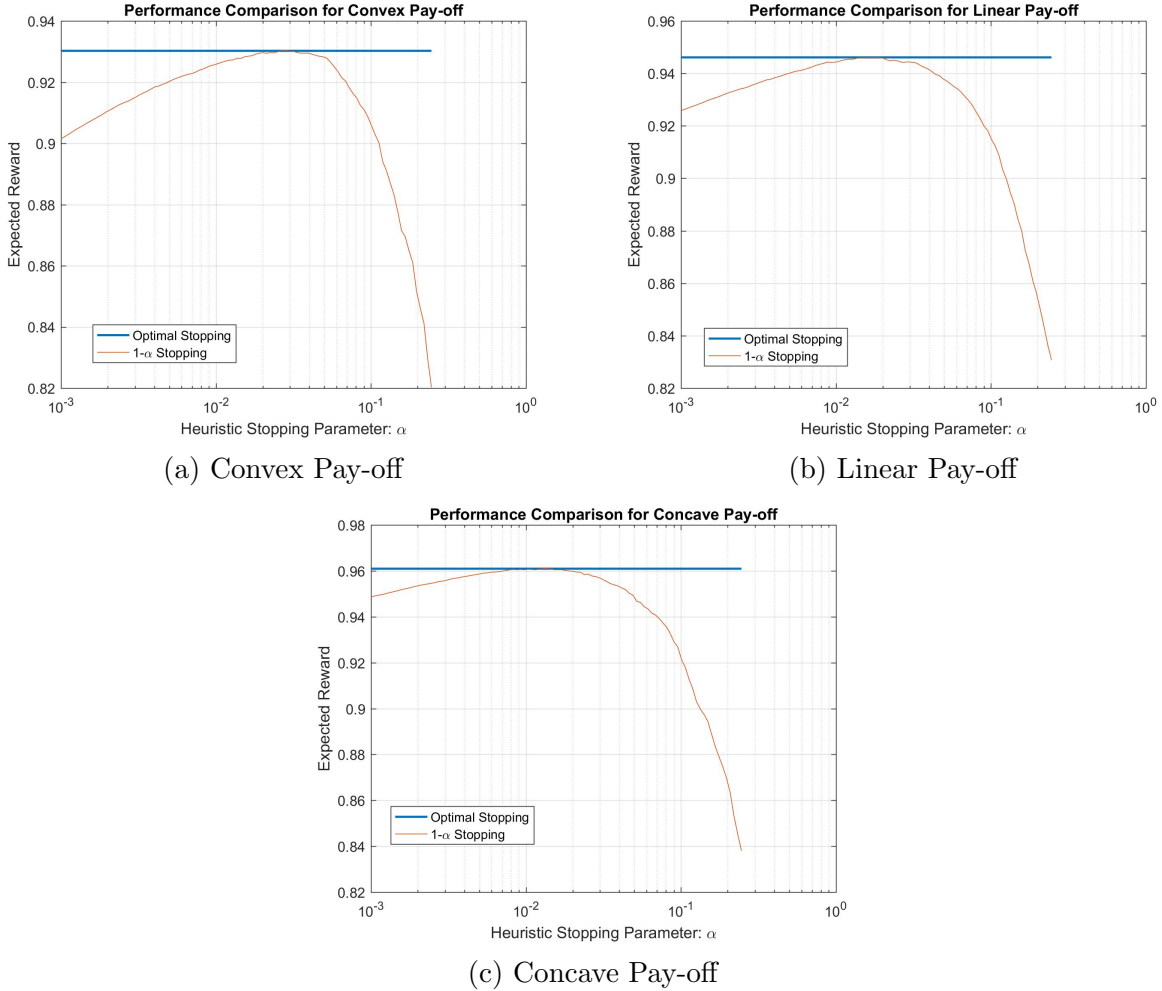 Performance Comparison for Convex Pay-off
0.94
0.92
0.9
0.88
0.86
0.84
0.82
Expected Reward
Optimal Stopping
1-α Stopping
10^-3
10^-2
10^-1
10^0
Heuristic Stopping Parameter: α
(a) Convex Pay-off
Performance Comparison for Linear Pay-off
0.96
0.94
0.92
0.9
0.88
0.86
0.84
0.82
Expected Reward
Optimal Stopping
1-α Stopping
10^-3
10^-2
10^-1
10^0
Heuristic Stopping Parameter: α
(b) Linear Pay-off
Performance Comparison for Concave Pay-off
0.98
0.96
0.94
0.92
0.9
0.88
0.86
0.84
0.82
Expected Reward
Optimal Stopping
1-α Stopping
10^-3
10^-2
10^-1
10^0
Heuristic Stopping Parameter: α
(c) Concave Pay-off